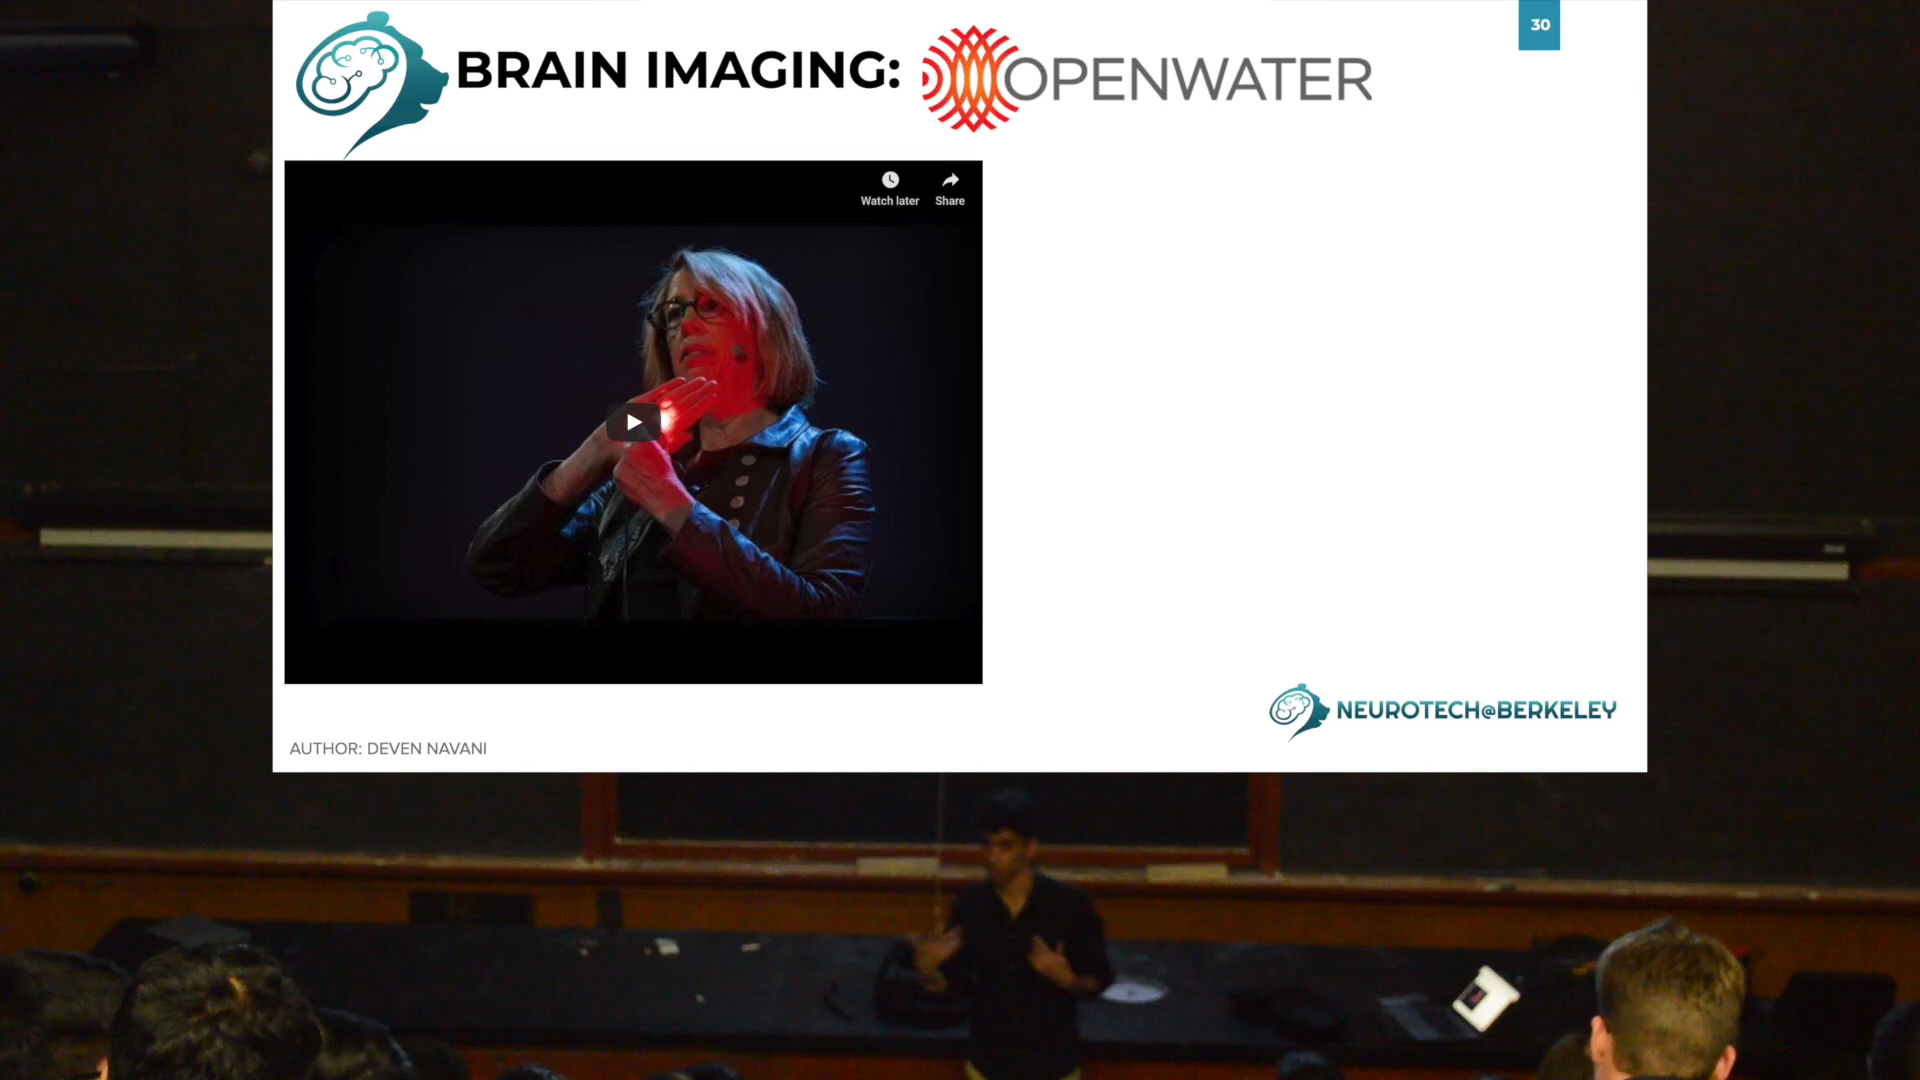 BRAIN IMAGING:
OPENWATER
30
Watch later
Share
NEUROTECH@BERKELEY
AUTHOR: DEVEN NAVANI